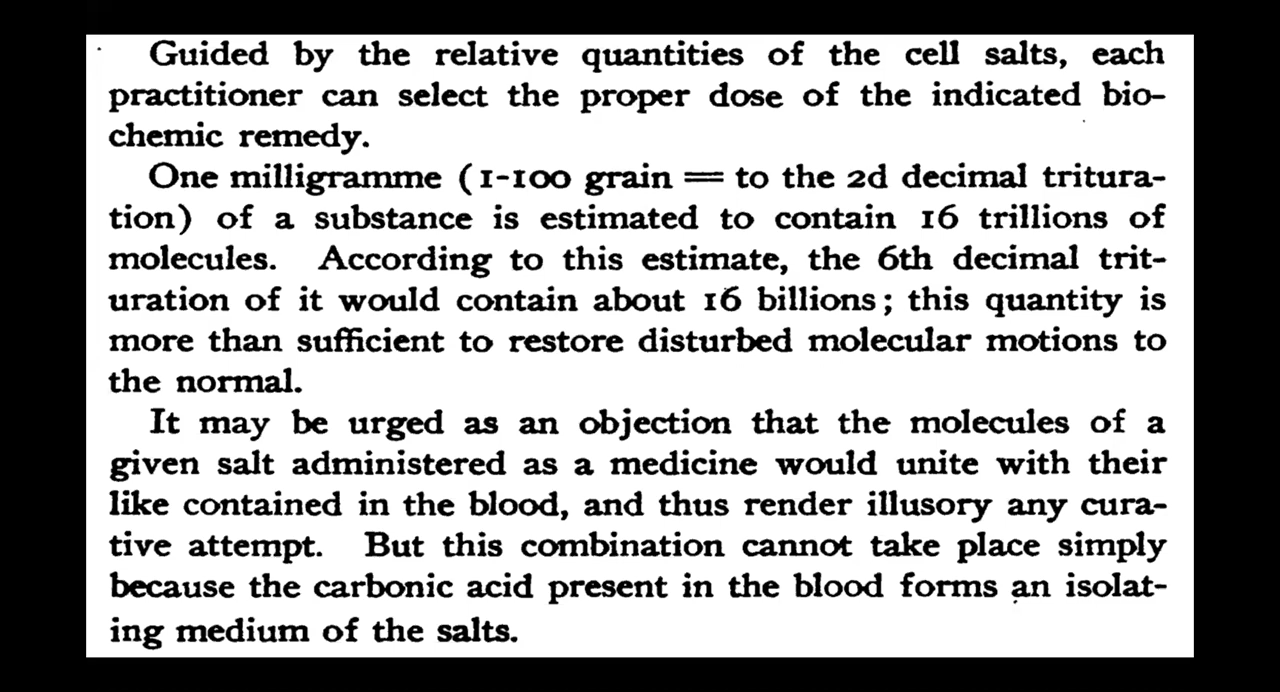 Guided by the relative quantities of the cell salts, each
practitioner can select the proper dose of the indicated bio-
chemic remedy.
One milligramme (1-100 grain = to the 2d decimal tritura-
tion) of a substance is estimated to contain 16 trillions of
molecules. According to this estimate, the 6th decimal trit-
uration of it would contain about 16 billions; this quantity is
more than sufficient to restore disturbed molecular motions to
the normal.
It may be urged as an objection that the molecules of a
given salt administered as a medicine would unite with their
like contained in the blood, and thus render illusory any cura-
tive attempt. But this combination cannot take place simply
because the carbonic acid present in the blood forms an isolat-
ing medium of the salts.